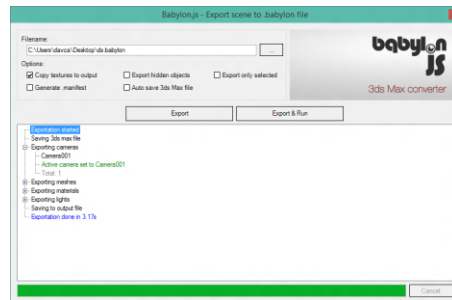 Babylon.js - Export scene to .babylon file
Filename:
C:\Users\davca\Desktop\ds.babylon
...
Options:
Copy textures to output
Export hidden objects
Export only selected
Generate .manifest
Auto save 3ds Max file
babylon
JS
3ds Max converter
Export
Export & Run
Exportation started
Saving 3ds max file
Exporting cameras
Camera001
Active camera set to Camera001
Total: 1
Exporting meshes
Exporting materials
Exporting lights
Saving to output file
Exportation done in 3.17s
Cancel